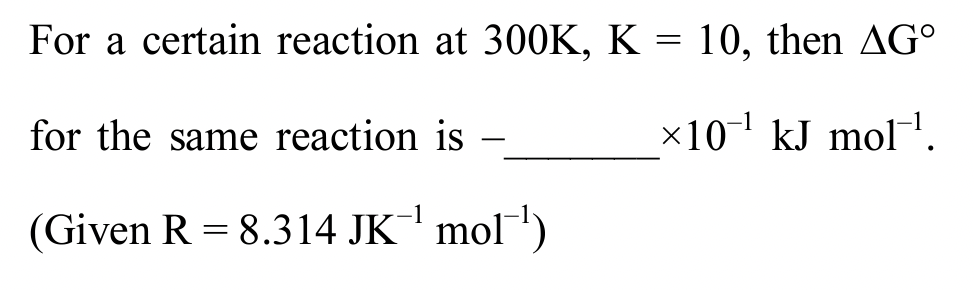 For a certain reaction at 300K, K = 10, then ΔG°
for the same reaction is –_______×10⁻¹ kJ mol⁻¹.
(Given R = 8.314 JK⁻¹ mol⁻¹)